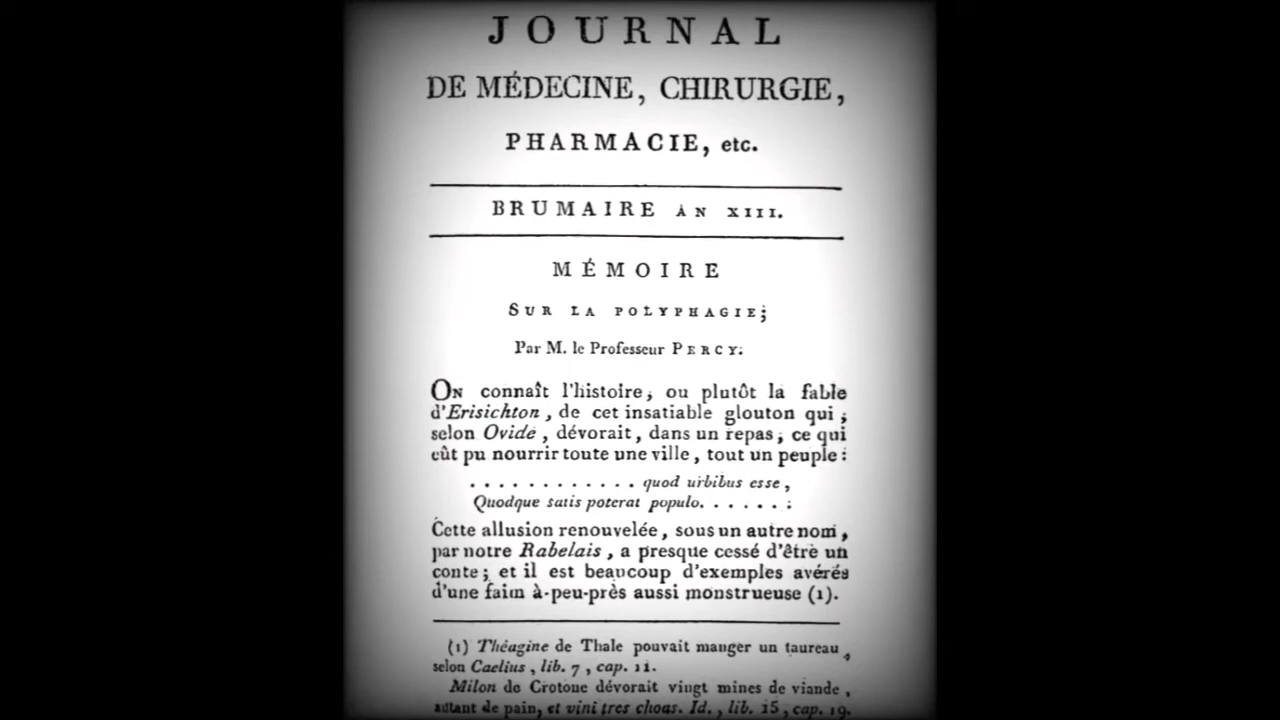 JOURNAL
DE MÉDECINE, CHIRURGIE,
PHARMACIE, etc.
BRUMAIRE AN XIII.
MÉMOIRE
SUR LA POLYPHAGIE;
Par M. le Professeur PERCY.
ON connaît l'histoire, ou plutôt la fable
d'Erisichton, de cet insatiable glouton qui,
selon Ovide, dévorait, dans un repas, ce qui
eût pu nourrir toute une ville, tout un peuple:
. . . . . . . . . . . . quod urbibus esse,
Quodque satis poterat populo. . . . . . ;
Cette allusion renouvelée, sous un autre nom,
par notre Rabelais, a presque cessé d'être un
conte; et il est beaucoup d'exemples avérés
d'une faim à-peu-près aussi monstrueuse (1).
(1) Théagine de Thale pouvait manger un taureau,
selon Caelius, lib. 7, cap. 11.
Milon de Crotone dévorait vingt mines de viande,
autant de pain, et vini tres choas. Id., lib. 15, cap. 19.